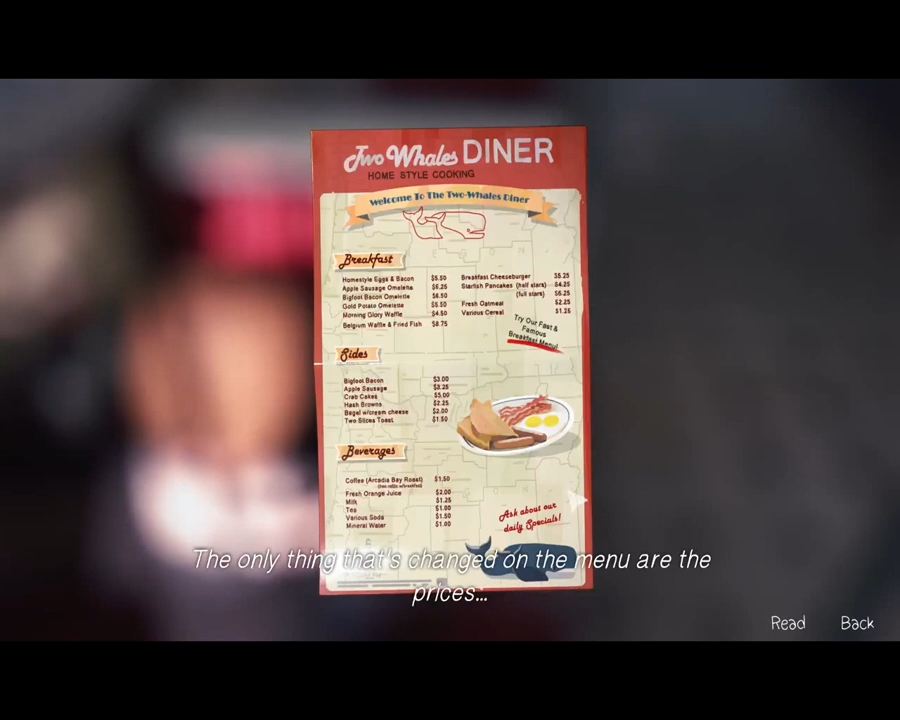 Two Whales DINER
HOME STYLE COOKING
Welcome To The Two-Whales Diner
Breakfast
Homestyle Eggs & Bacon $5.50
Apple Sausage Omelette $6.25
Bigfoot Bacon Omelette $6.50
Gold Potato Omelette $5.50
Morning Glory Waffle $4.50
Belgium Waffle & Fried Fish $8.75
Breakfast Cheeseburger $5.25
Starfish Pancakes (half stars) $4.25
(full stars) $6.25
Fresh Oatmeal $2.25
Various Cereal $1.25
Try Our Fast &
Famous
Breakfast Menu!
Sides
Bigfoot Bacon $3.00
Apple Sausage $3.25
Crab Cakes $5.00
Hash Browns $2.25
Bagel w/cream cheese $2.00
Two Slices Toast $1.50
Beverages
Coffee (Arcadia Bay Roast) $1.50
Fresh Orange Juice $2.00
Milk $1.25
Tea $1.00
Various Soda $1.50
Mineral Water $1.00
Ask about our
daily Specials!
The only thing that's changed on the menu are the
prices...
Read Back